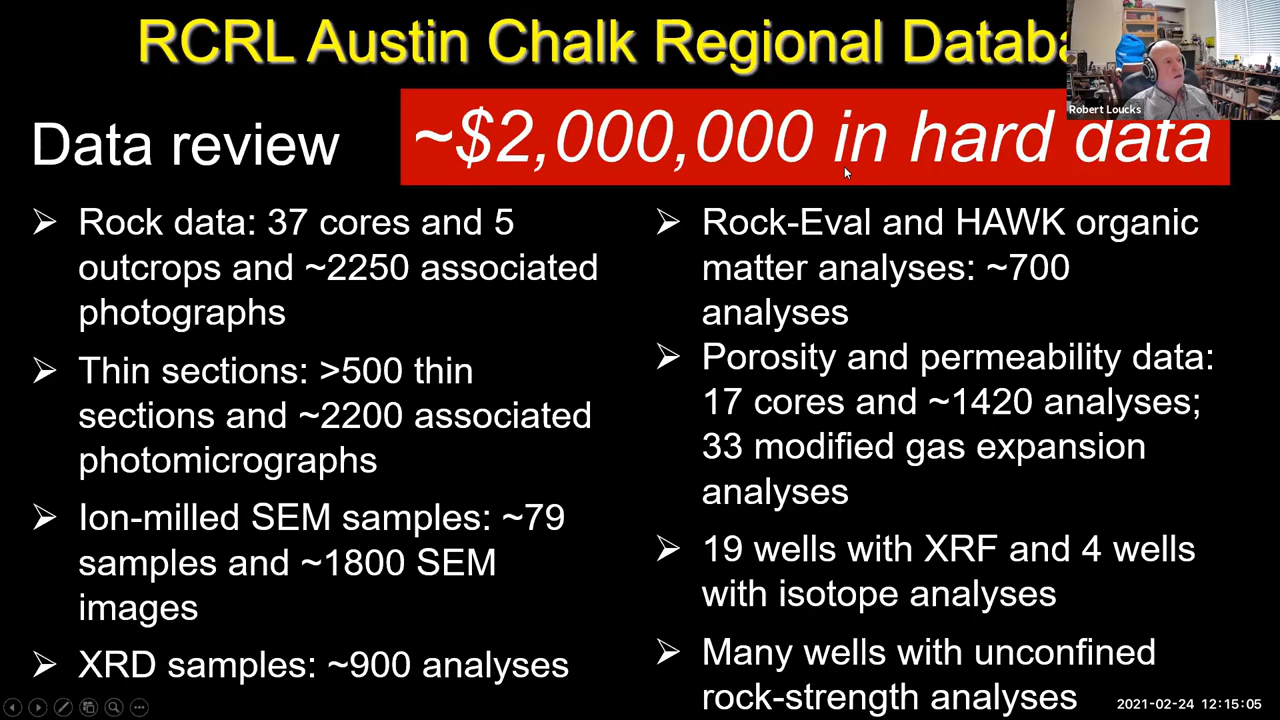 RCRL Austin Chalk Regional Databa
Robert Loucks
Data review
~$2,000,000 in hard data
➢ Rock data: 37 cores and 5
outcrops and ~2250 associated
photographs
➢ Thin sections: >500 thin
sections and ~2200 associated
photomicrographs
➢ Ion-milled SEM samples: ~79
samples and ~1800 SEM
images
➢ XRD samples: ~900 analyses
➢ Rock-Eval and HAWK organic
matter analyses: ~700
analyses
➢ Porosity and permeability data:
17 cores and ~1420 analyses;
33 modified gas expansion
analyses
➢ 19 wells with XRF and 4 wells
with isotope analyses
➢ Many wells with unconfined
rock-strength analyses
2021-02-24 12:15:05